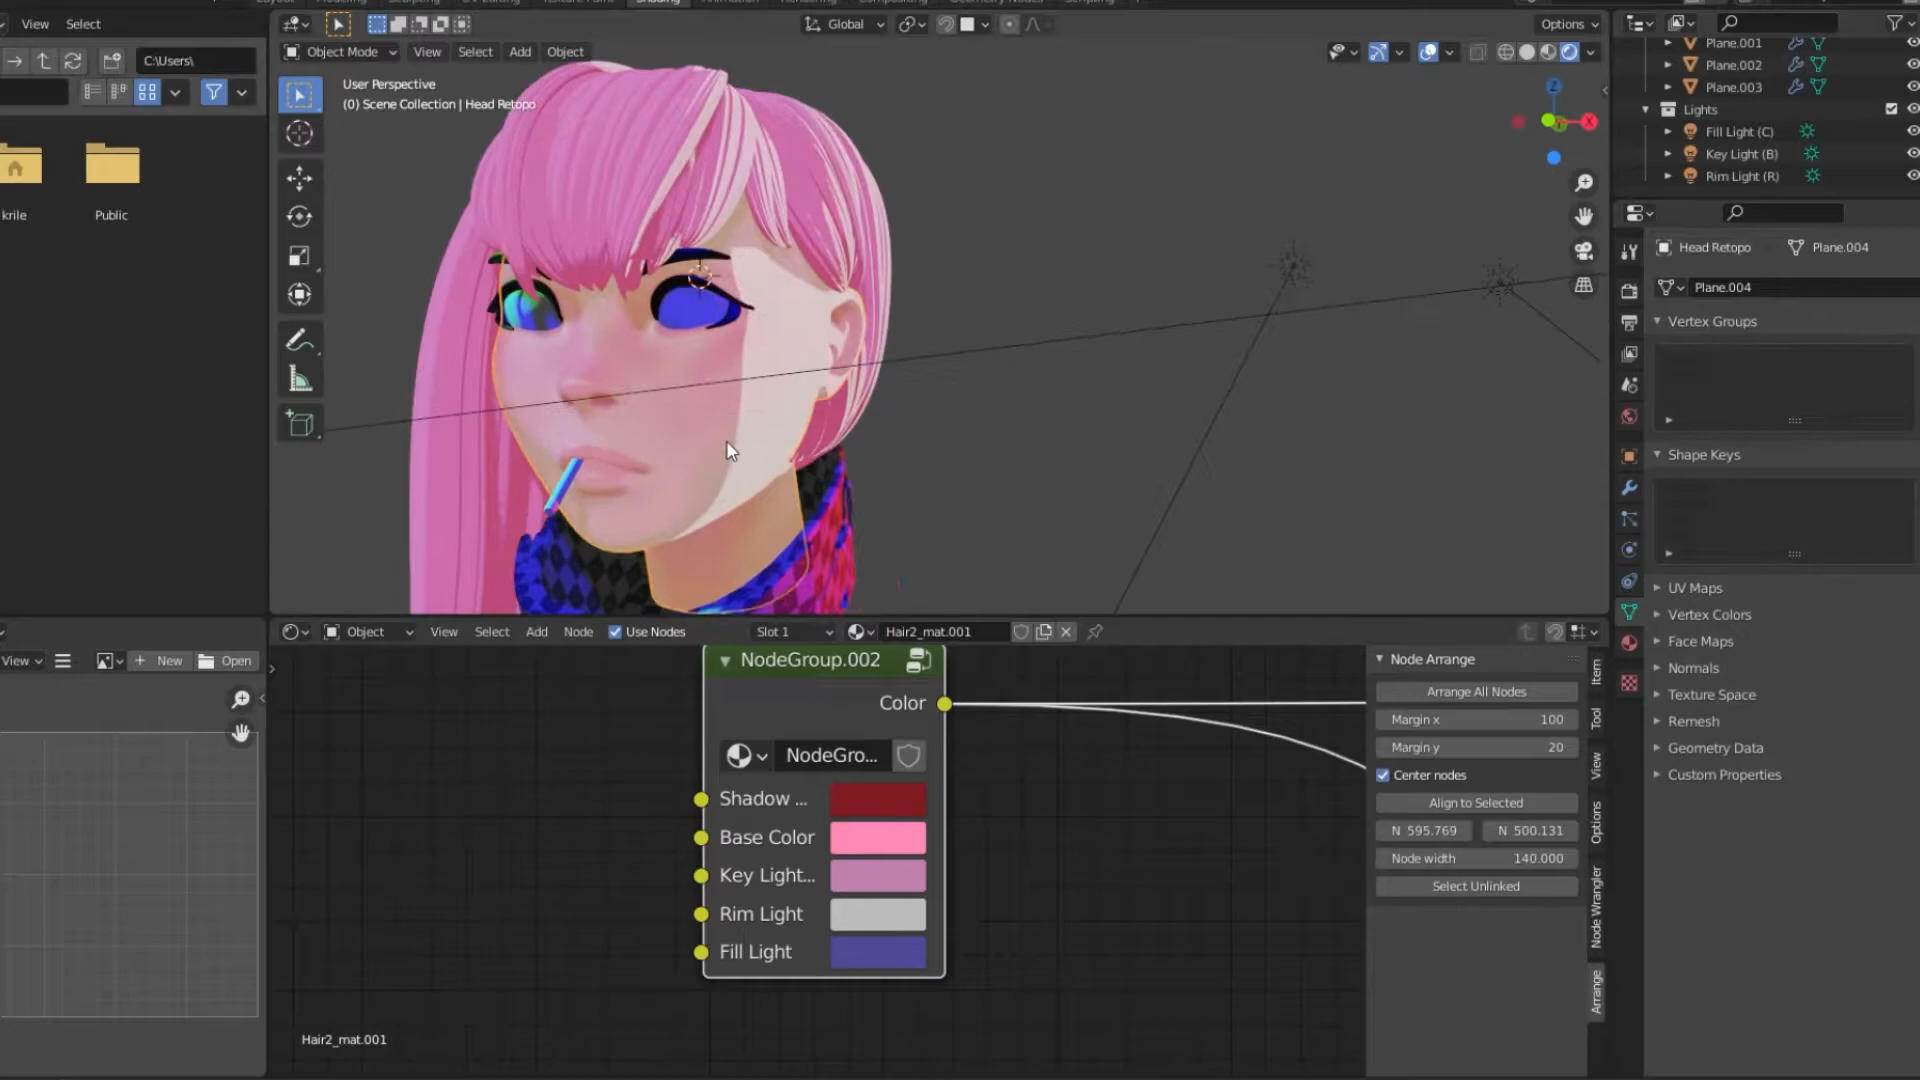 View
Select
Global
Options
C:\Users\
Object Mode
View
Select
Add
Object
User Perspective
(0) Scene Collection | Head Retopo
krile
Public
Z
X
Plane.001
Plane.002
Plane.003
Lights
Fill Light (C)
Key Light (B)
Rim Light (R)
Head Retopo
Plane.004
Plane.004
Vertex Groups
Shape Keys
UV Maps
Vertex Colors
Face Maps
Normals
Texture Space
Remesh
Geometry Data
Custom Properties
View
New
Open
Object
View
Select
Add
Node
Use Nodes
Slot 1
Hair2_mat.001
NodeGroup.002
Color
NodeGro...
Shadow ...
Base Color
Key Light...
Rim Light
Fill Light
Hair2_mat.001
Node Arrange
Arrange All Nodes
Margin x 100
Margin y 20
Center nodes
Align to Selected
N 595.769
N 500.131
Node width 140.000
Select Unlinked
Item
Tool
View
Options
Node Wrangler
Arrange